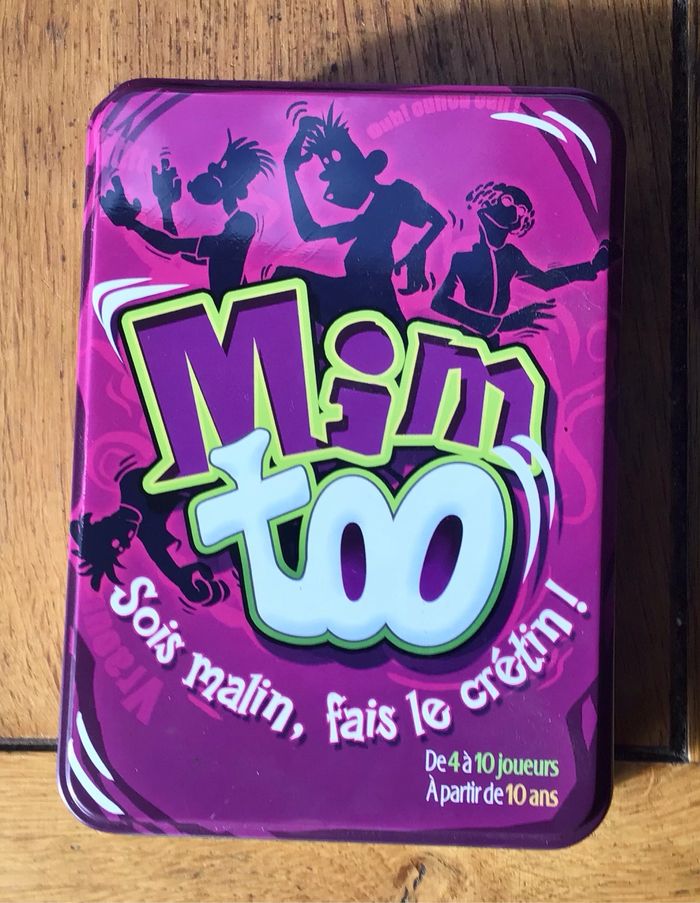 Mim
too
Sois malin, fais le crétin !
De 4 à 10 joueurs
À partir de 10 ans